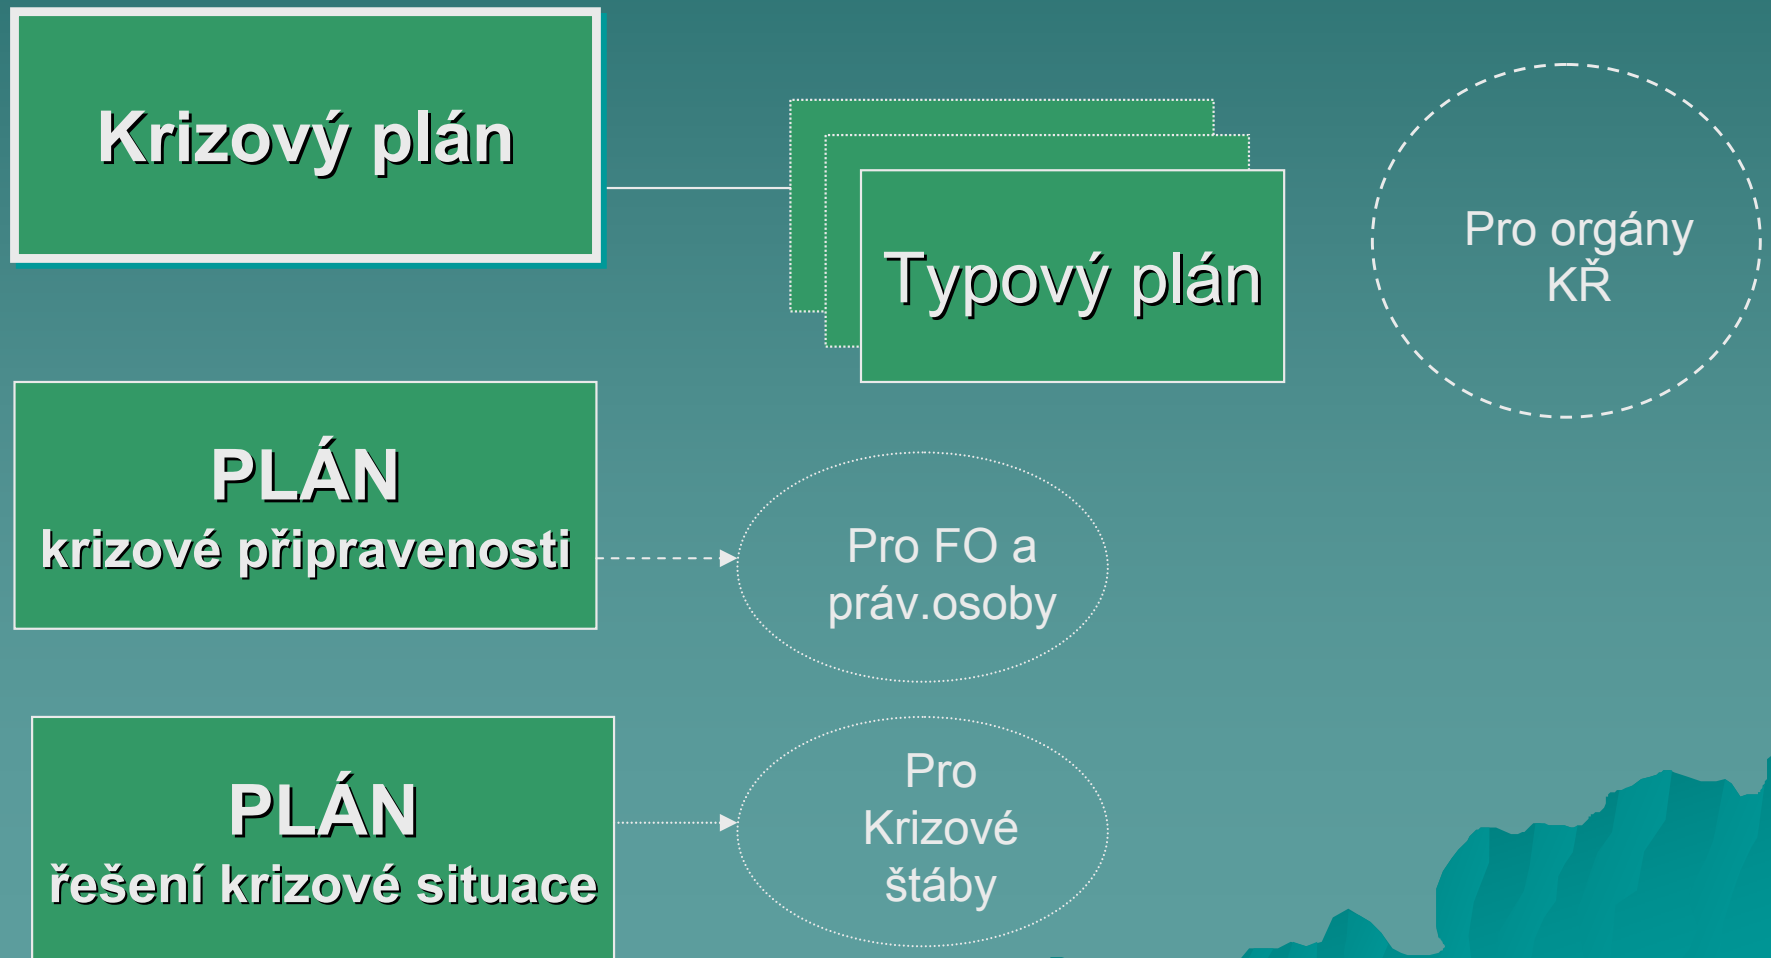 Krizový plán
Typový plán
Pro orgány
KŘ
PLÁN
krizové připravenosti
Pro FO a
práv.osoby
PLÁN
řešení krizové situace
Pro
Krizové
štáby